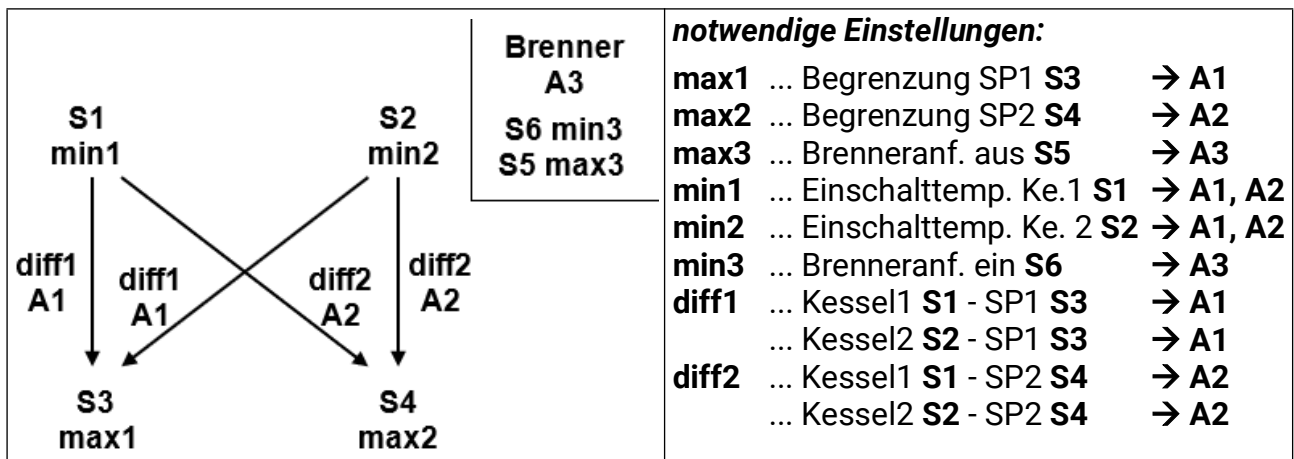 Brenner
A3
S6 min3
S5 max3
S1
min1
S2
min2
diff1
A1
diff1
A1
diff2
A2
diff2
A2
S3
max1
S4
max2
notwendige Einstellungen:
max1 ... Begrenzung SP1 S3 → A1
max2 ... Begrenzung SP2 S4 → A2
max3 ... Brenneranf. aus S5 → A3
min1 ... Einschalttemp. Ke.1 S1 → A1, A2
min2 ... Einschalttemp. Ke. 2 S2 → A1, A2
min3 ... Brenneranf. ein S6 → A3
diff1 ... Kessel1 S1 - SP1 S3 → A1
... Kessel2 S2 - SP1 S3 → A1
diff2 ... Kessel1 S1 - SP2 S4 → A2
... Kessel2 S2 - SP2 S4 → A2